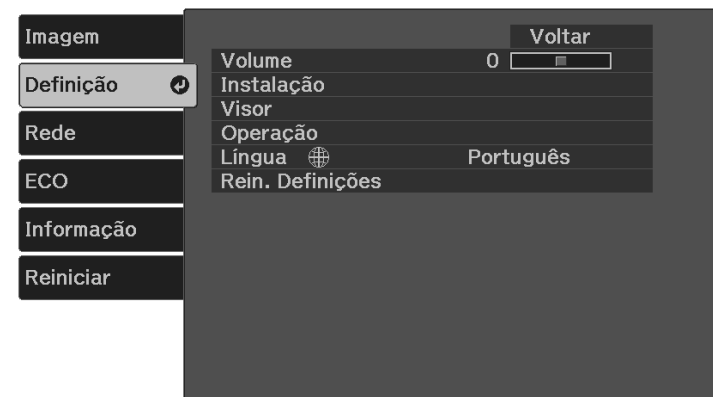 Imagem
Definição
Rede
ECO
Informação
Reiniciar
Voltar
Volume 0
Instalação
Visor
Operação
Língua Português
Rein. Definições